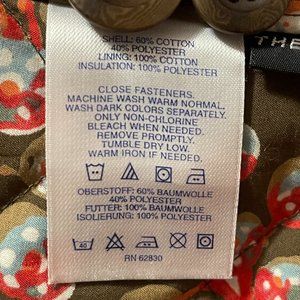 SHELL: 60% COTTON
40% POLYESTER
LINING: 100% COTTON
INSULATION: 100% POLYESTER
CLOSE FASTENERS.
MACHINE WASH WARM NORMAL.
WASH DARK COLORS SEPARATELY.
ONLY NON-CHLORINE
BLEACH WHEN NEEDED.
REMOVE PROMPTLY.
TUMBLE DRY LOW.
WARM IRON IF NEEDED.
OBERSTOFF: 60% BAUMWOLLE
40% POLYESTER
FUTTER: 100% BAUMWOLLE
ISOLIERUNG: 100% POLYESTER
40
RN 62830
THE